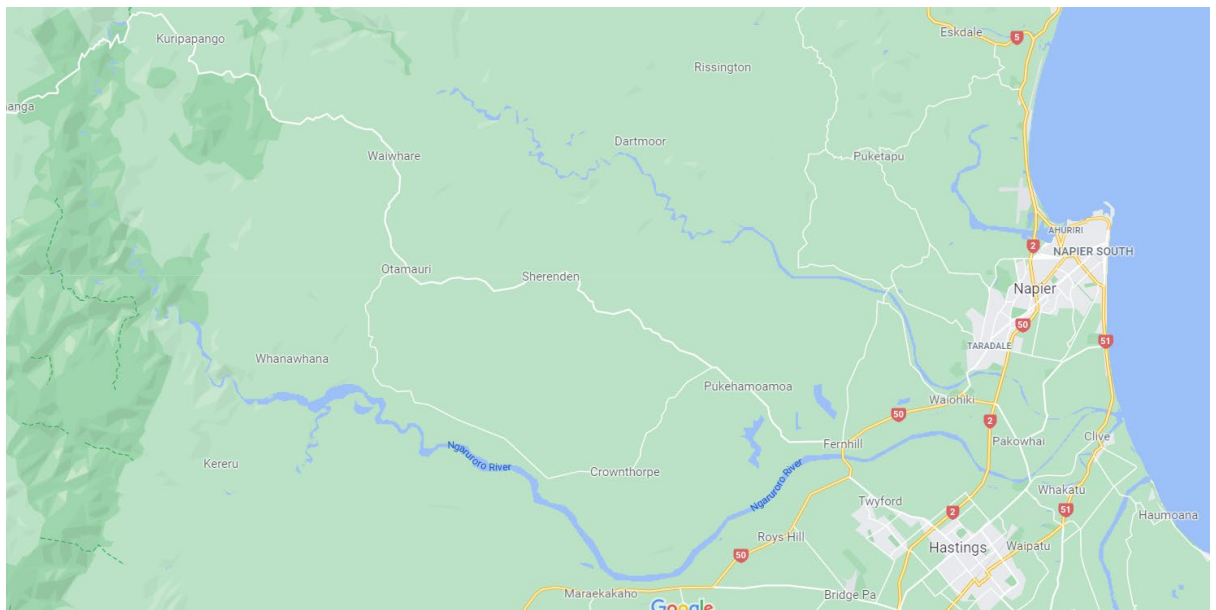 Eskdale
5
Kuripapango
Rissington
anga
Dartmoor
Waiwhare
Puketapu
AHURIRI
2
NAPIER SOUTH
Otamauri
Sherenden
Napier
50
51
TARADALE
Whanawhana
Pukehamoamoa
Waiohiki
50
2
Pakowhai
Clive
Fernhill
Ngaruroro River
Kereru
Crownthorpe
Ngaruroro River
Whakatu
Twyford
2
51
Haumoana
Roys Hill
Hastings
Waipatu
50
Maraekakaho
Bridge Pa
Google